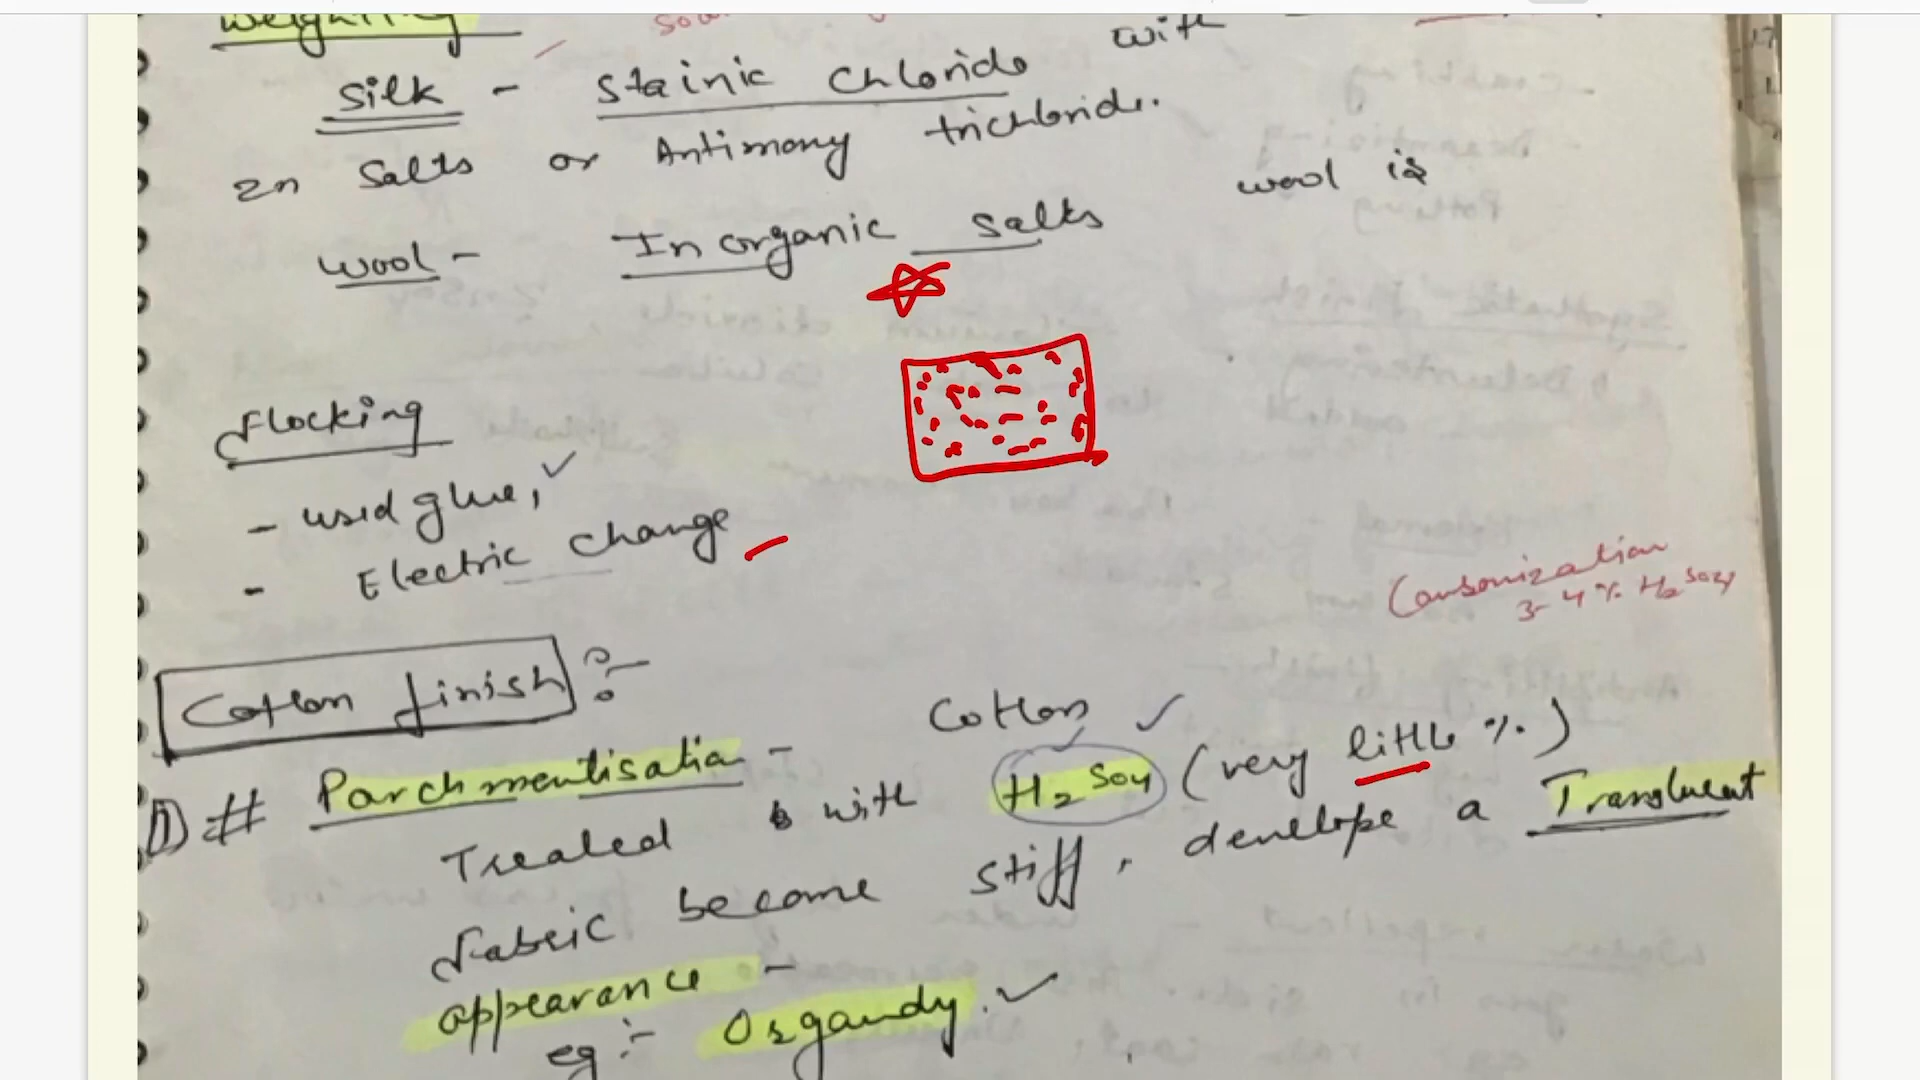 Weighting
Silk - Stainic Chloride with
Zn Salts or Antimony trichloride.
Wool - Inorganic salts wool is
Flocking
- used glue,
- Electric change
Carbonization
3-4% H2SO4
Cotton finish :-
1) # Parchmentisation - Cotton
Treated with H2SO4 (very little %)
Fabric become stiff, develope a Translucent
appearance -
eg :- Organdy.